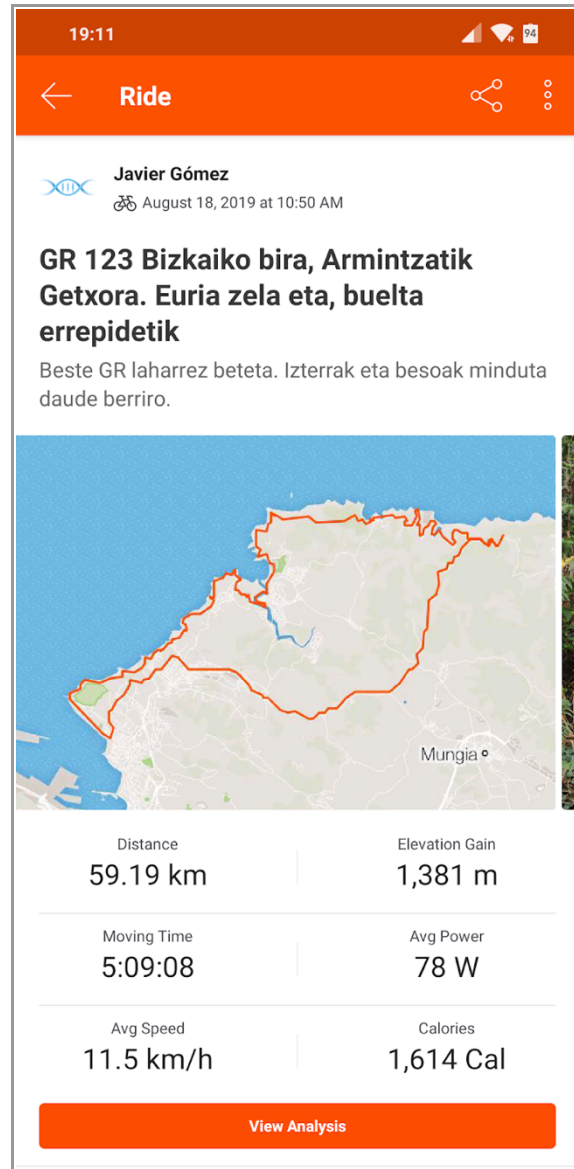 19:11
94
Ride
Javier Gómez
August 18, 2019 at 10:50 AM
GR 123 Bizkaiko bira, Armintzatik
Getxora. Euria zela eta, buelta
errepidetik
Beste GR laharrez beteta. Izterrak eta besoak minduta
daude berriro.
Mungia
Distance
Elevation Gain
59.19 km
1,381 m
Moving Time
Avg Power
5:09:08
78 W
Avg Speed
Calories
11.5 km/h
1,614 Cal
View Analysis